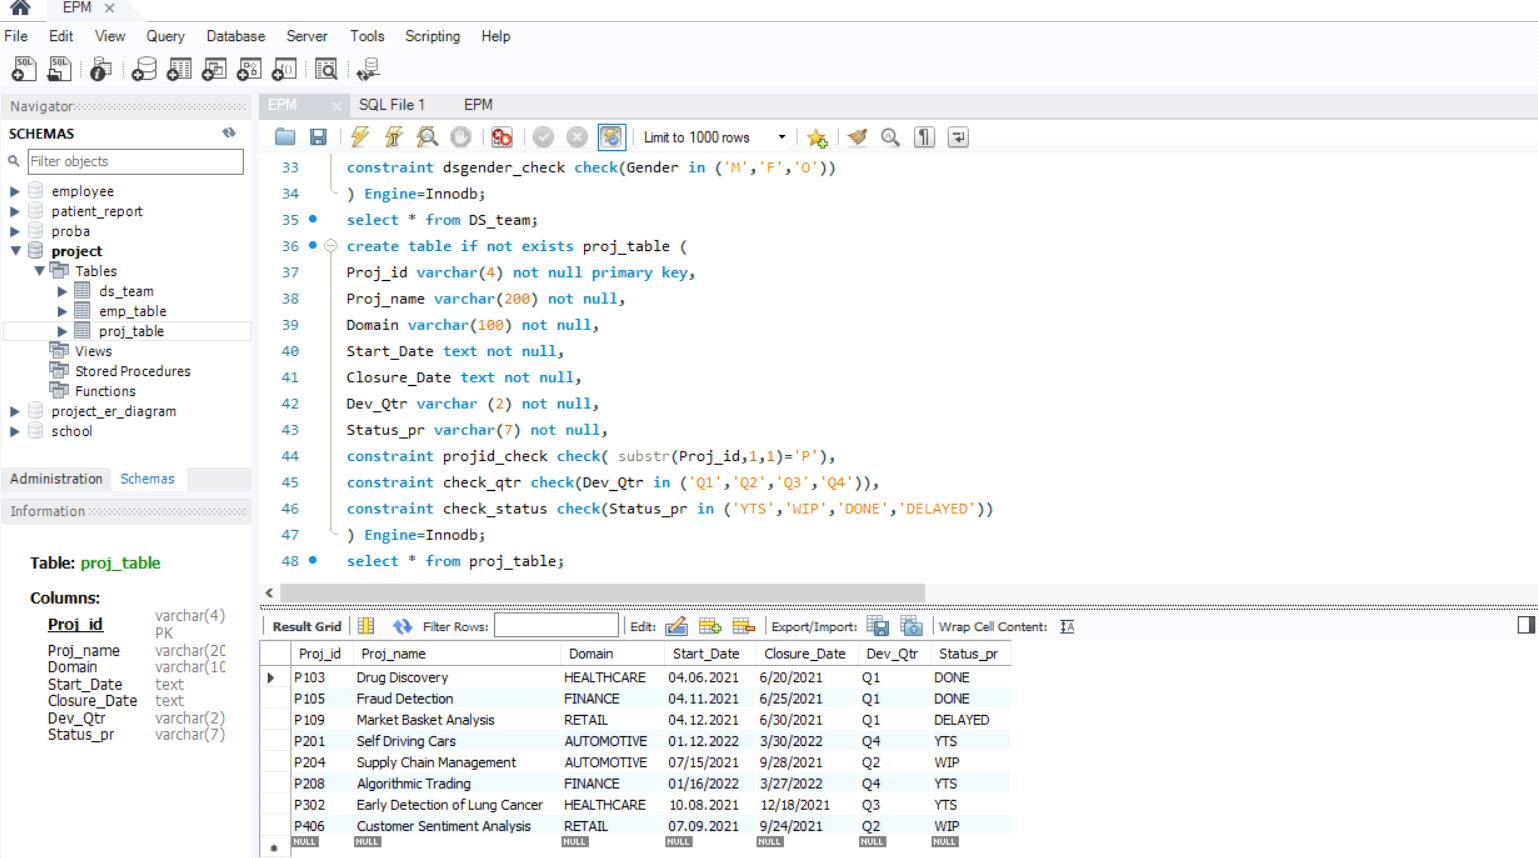 EPM
File Edit View Query Database Server Tools Scripting Help
Navigator
SCHEMAS
Filter objects
employee
patient_report
proba
project
Tables
ds_team
emp_table
proj_table
Views
Stored Procedures
Functions
project_er_diagram
school
Administration Schemas
Information
Table: proj_table
Columns:
Proj_id varchar(4)
PK
Proj_name varchar(20
Domain varchar(10
Start_Date text
Closure_Date text
Dev_Qtr varchar(2)
Status_pr varchar(7)
EPM SQL File 1 EPM
Limit to 1000 rows
33 constraint dsgender_check check(Gender in ('M','F','O'))
34 ) Engine=Innodb;
35 select * from DS_team;
36 create table if not exists proj_table (
37 Proj_id varchar(4) not null primary key,
38 Proj_name varchar(200) not null,
39 Domain varchar(100) not null,
40 Start_Date text not null,
41 Closure_Date text not null,
42 Dev_Qtr varchar (2) not null,
43 Status_pr varchar(7) not null,
44 constraint projid_check check( substr(Proj_id,1,1)='P'),
45 constraint check_qtr check(Dev_Qtr in ('Q1','Q2','Q3','Q4')),
46 constraint check_status check(Status_pr in ('YTS','WIP','DONE','DELAYED'))
47 ) Engine=Innodb;
48 select * from proj_table;
Result Grid Filter Rows: Edit: Export/Import: Wrap Cell Content:
Proj_id Proj_name Domain Start_Date Closure_Date Dev_Qtr Status_pr
P103 Drug Discovery HEALTHCARE 04.06.2021 6/20/2021 Q1 DONE
P105 Fraud Detection FINANCE 04.11.2021 6/25/2021 Q1 DONE
P109 Market Basket Analysis RETAIL 04.12.2021 6/30/2021 Q1 DELAYED
P201 Self Driving Cars AUTOMOTIVE 01.12.2022 3/30/2022 Q4 YTS
P204 Supply Chain Management AUTOMOTIVE 07/15/2021 9/28/2021 Q2 WIP
P208 Algorithmic Trading FINANCE 01/16/2022 3/27/2022 Q4 YTS
P302 Early Detection of Lung Cancer HEALTHCARE 10.08.2021 12/18/2021 Q3 YTS
P406 Customer Sentiment Analysis RETAIL 07.09.2021 9/24/2021 Q2 WIP
NULL NULL NULL NULL NULL NULL NULL